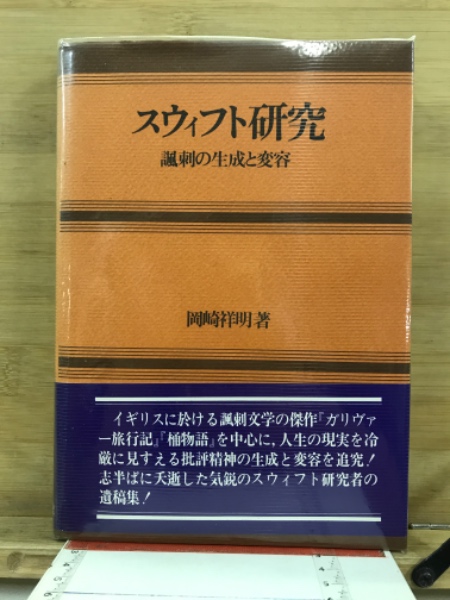 スウィフト研究
諷刺の生成と変容
岡崎祥明著
イギリスに於ける諷刺文学の傑作『ガリヴァ
ー旅行記』『桶物語』を中心に、人生の現実を冷
厳に見すえる批評精神の生成と変容を追究！
志半ばに夭逝した気鋭のスウィフト研究者の
遺稿集！